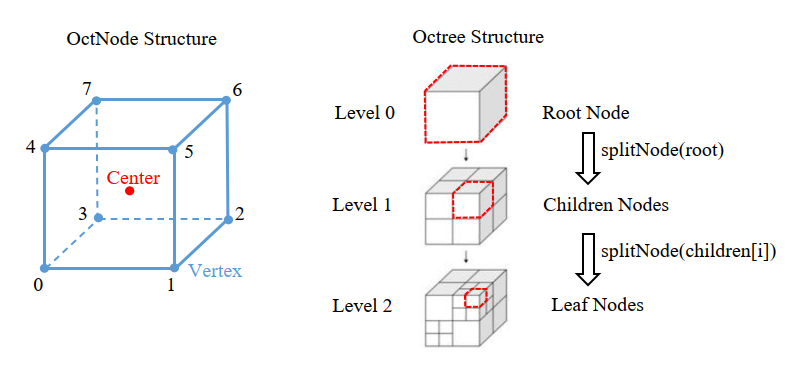 OctNode Structure
7
6
4
5
Center
3
2
Vertex
0
1
Octree Structure
Level 0
Root Node
splitNode(root)
Level 1
Children Nodes
splitNode(children[i])
Level 2
Leaf Nodes